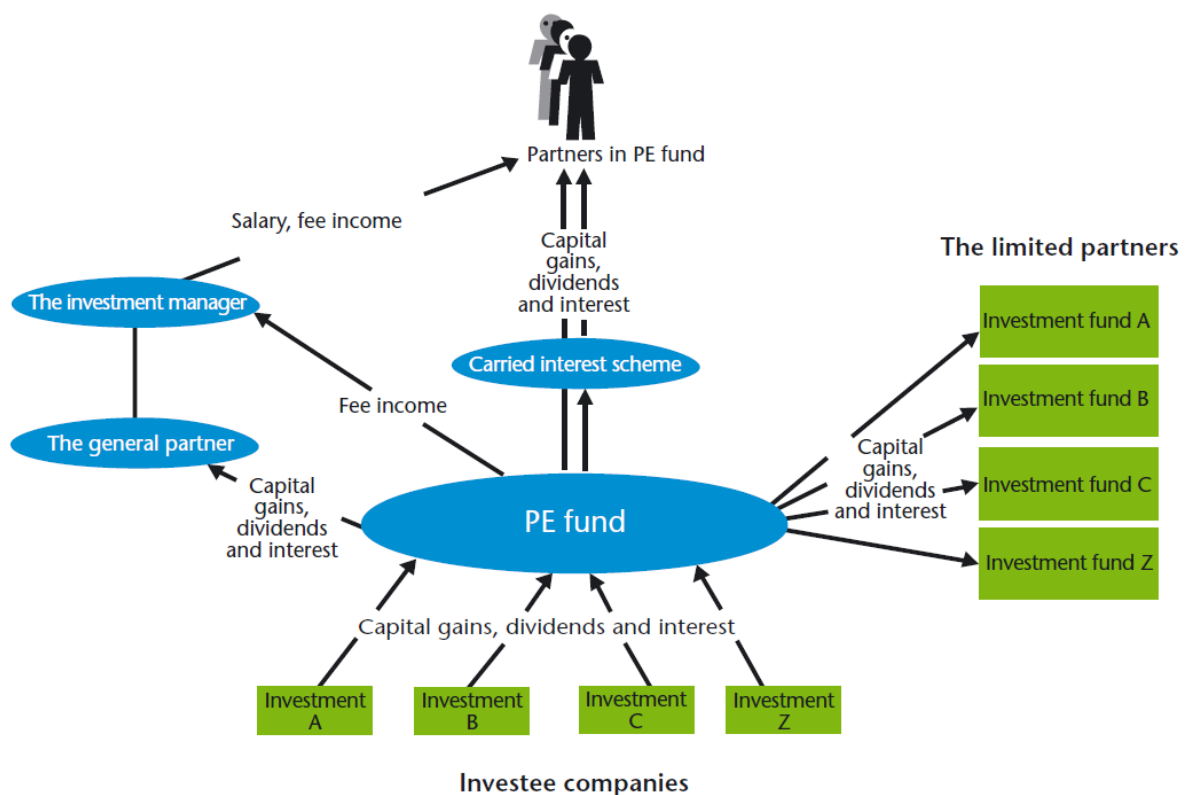 Partners in PE fund
Salary, fee income
Capital
gains,
dividends
and interest
The limited partners
The investment manager
Investment fund A
Carried interest scheme
Investment fund B
Fee income
The general partner
Capital
gains,
dividends
and interest
Investment fund C
Capital
gains,
dividends
and interest
PE fund
Investment fund Z
Capital gains, dividends and interest
Investment
A
Investment
B
Investment
C
Investment
Z
Investee companies